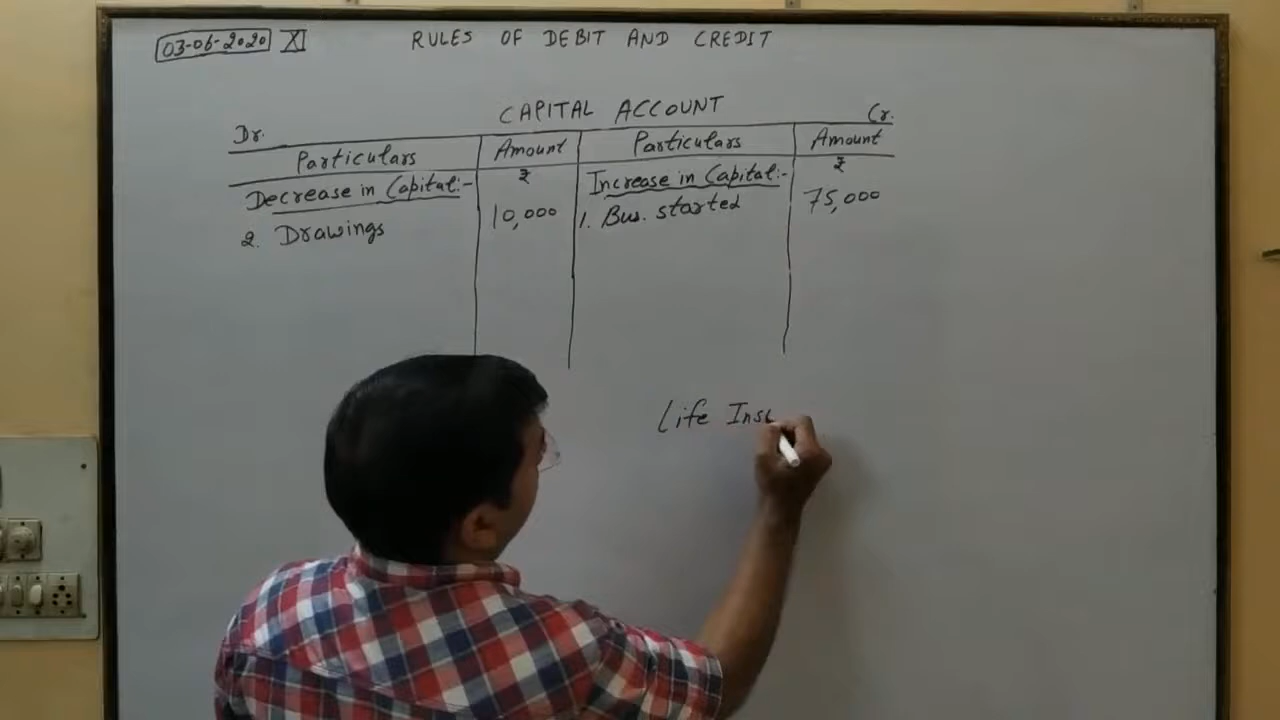 03-06-2020 XI RULES OF DEBIT AND CREDIT
CAPITAL ACCOUNT
Dr. Cr.
Particulars Amount Particulars Amount
₹ ₹
Decrease in Capital:- Increase in Capital:-
10,000 1. Bus. started 75,000
2. Drawings
Life Ins